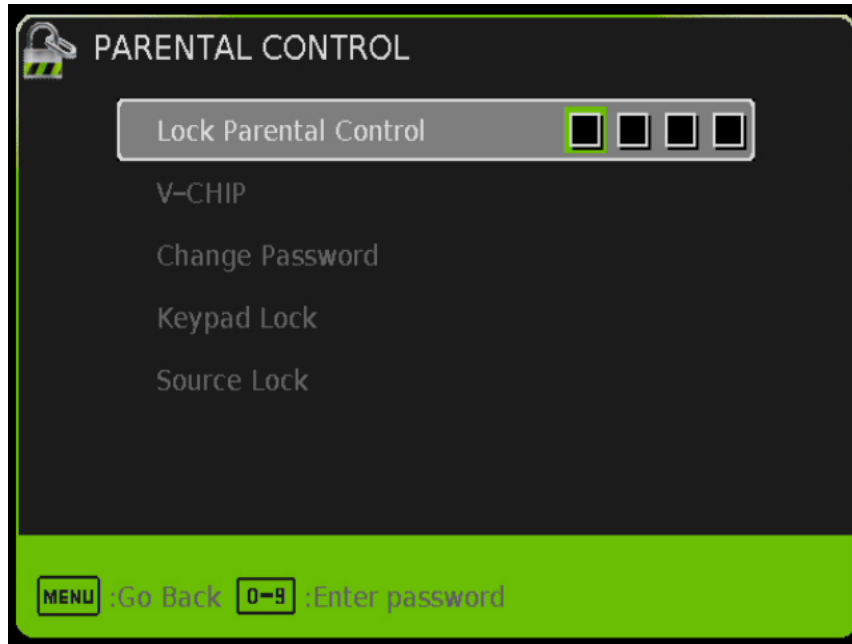 PARENTAL CONTROL
Lock Parental Control
V-CHIP
Change Password
Keypad Lock
Source Lock
MENU :Go Back 0-9 :Enter password